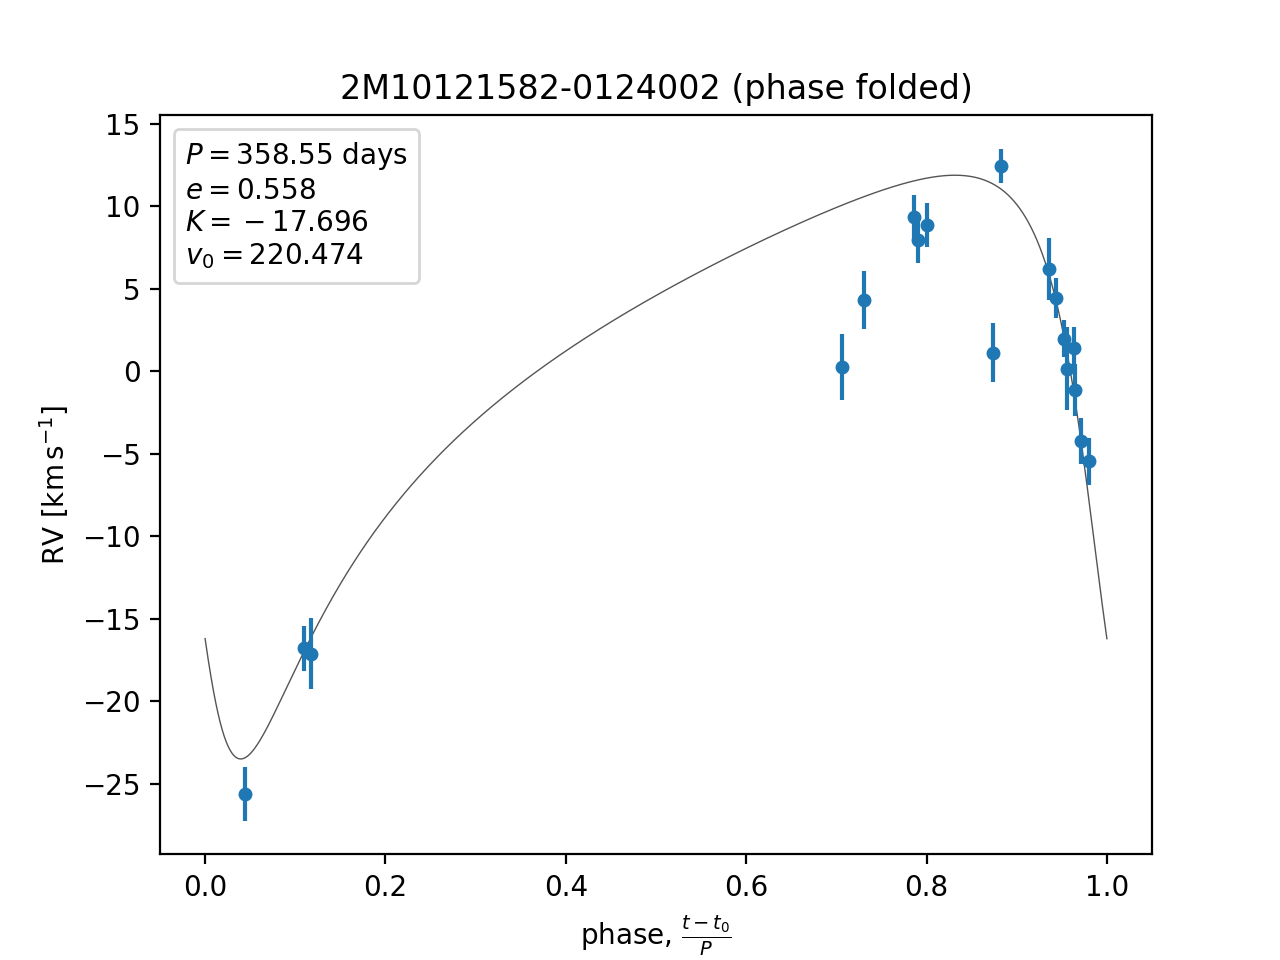 2M10121582-0124002 (phase folded)
P = 358.55 days
e = 0.558
K = −17.696
v₀ = 220.474
15
10
5
0
−5
−10
−15
−20
−25
RV [km s⁻¹]
0.0 0.2 0.4 0.6 0.8 1.0
phase, (t − t₀)/P